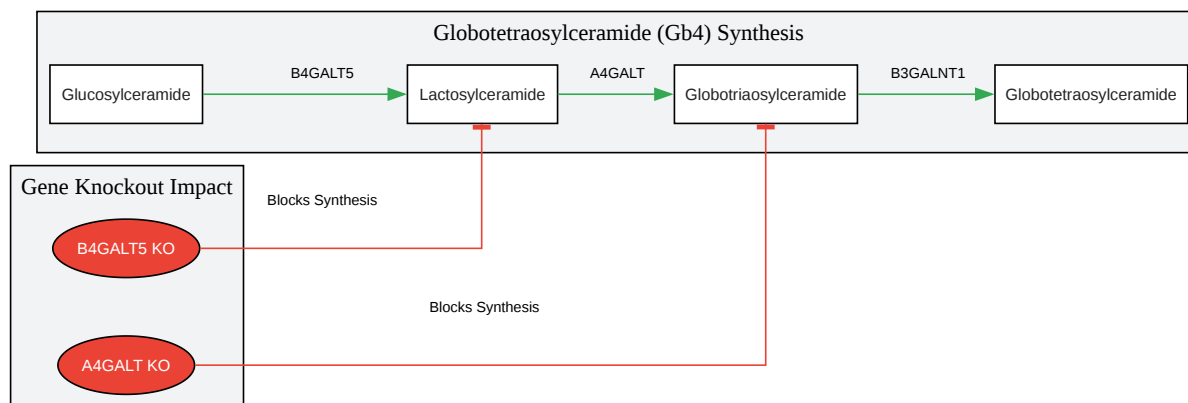 Globotetraosylceramide (Gb4) Synthesis
B4GALT5
A4GALT
B3GALNT1
Glucosylceramide
Lactosylceramide
Globotriaosylceramide
Globotetraosylceramide
Gene Knockout Impact
Blocks Synthesis
B4GALT5 KO
Blocks Synthesis
A4GALT KO